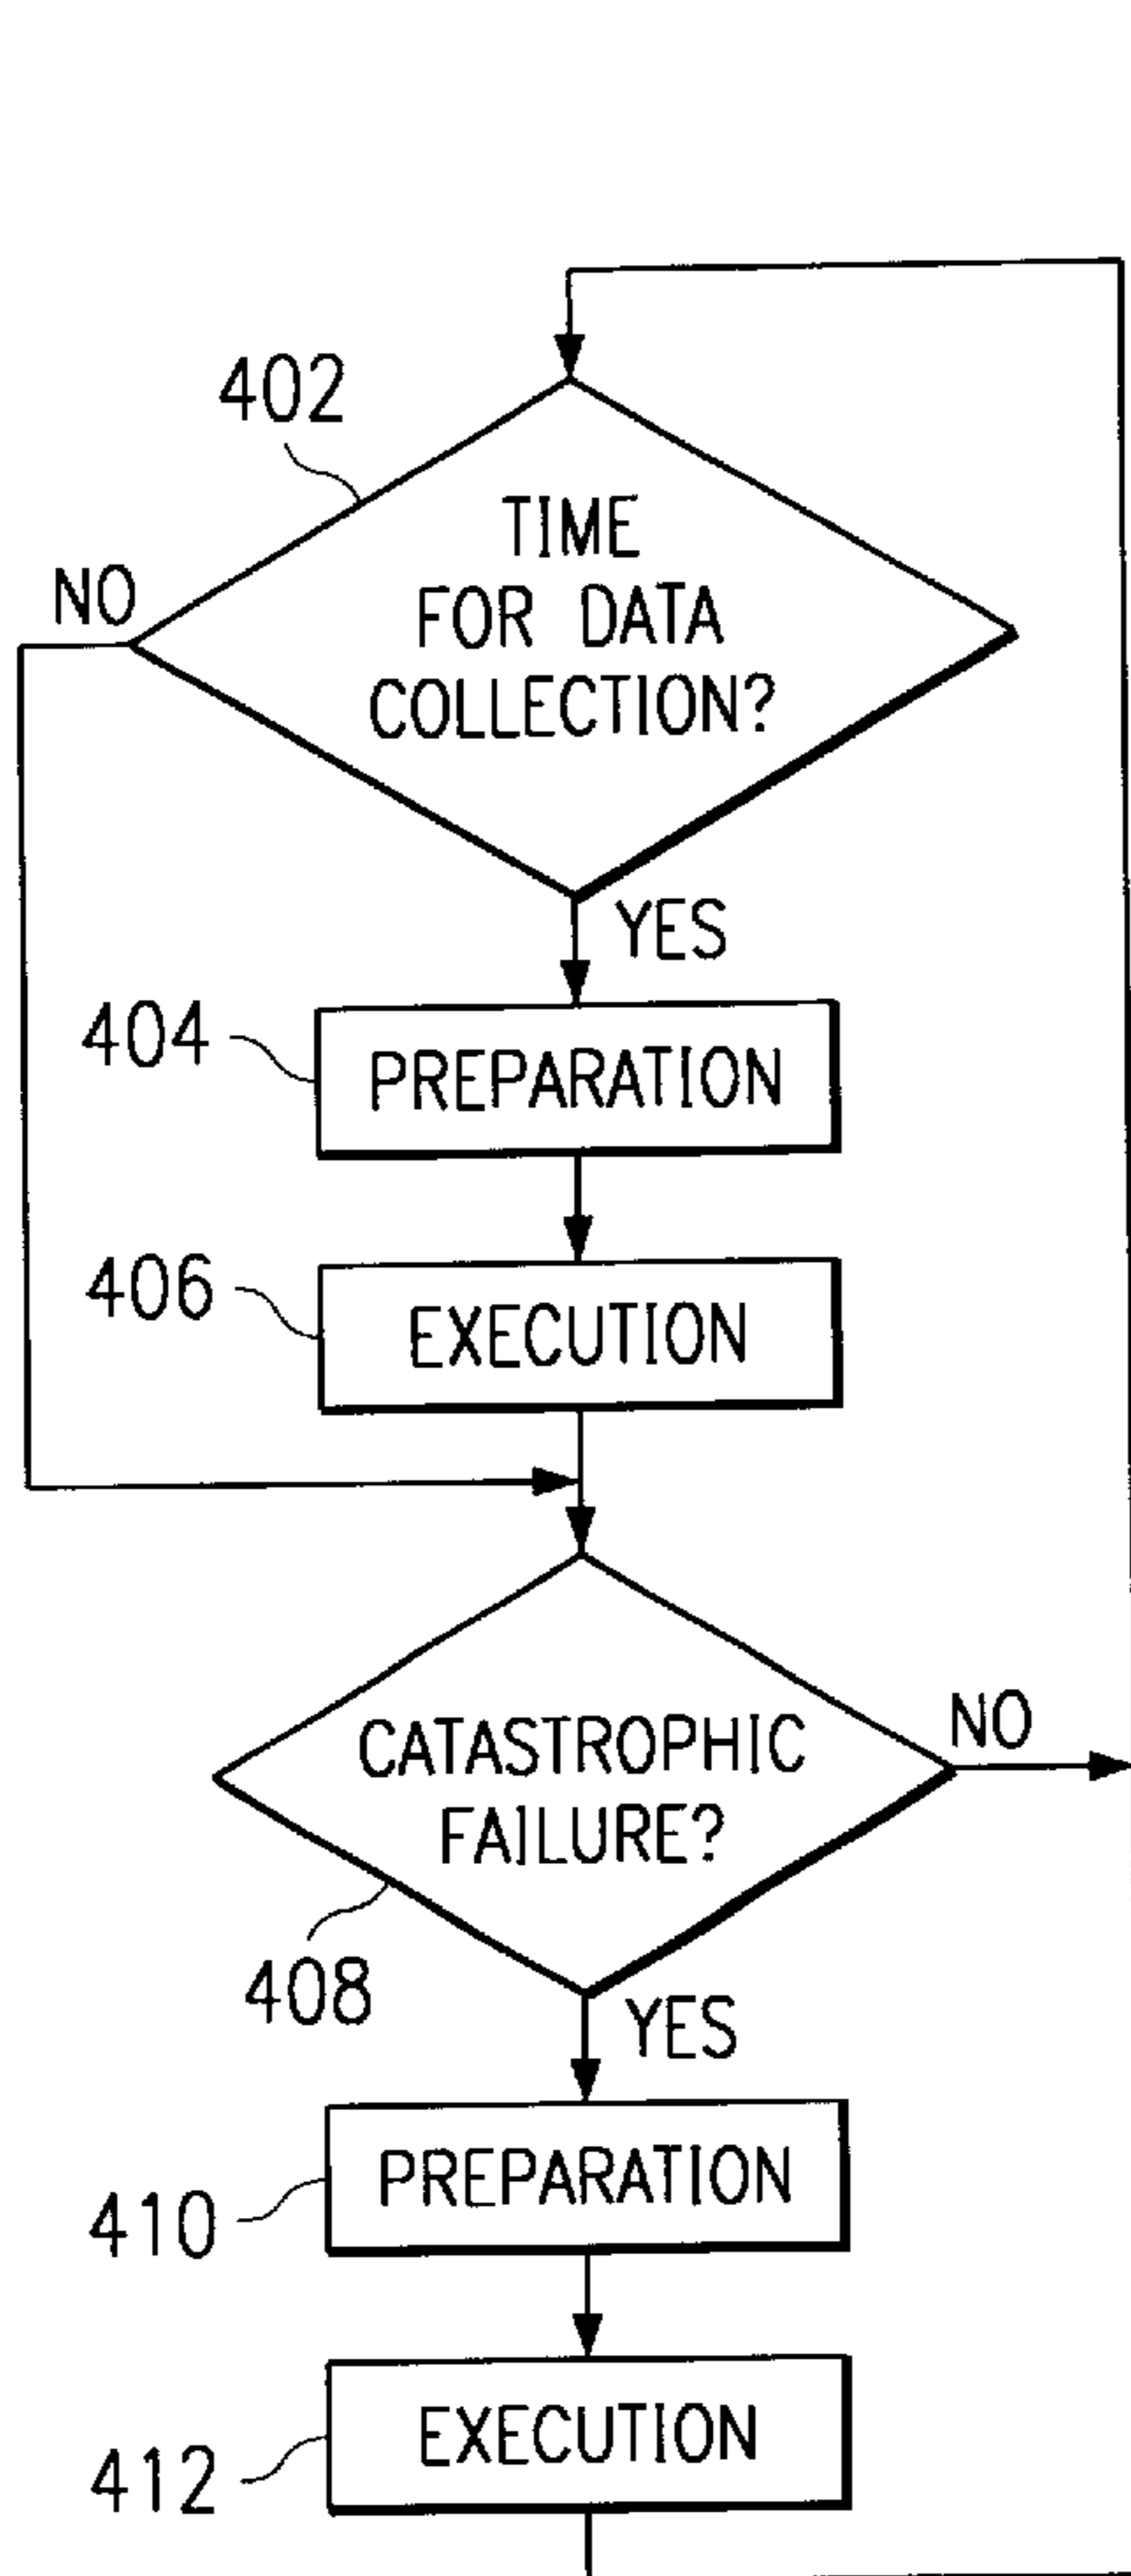 402
TIME
FOR DATA
COLLECTION?
NO
YES
404
PREPARATION
406
EXECUTION
CATASTROPHIC
FAILURE?
NO
408
YES
410
PREPARATION
412
EXECUTION